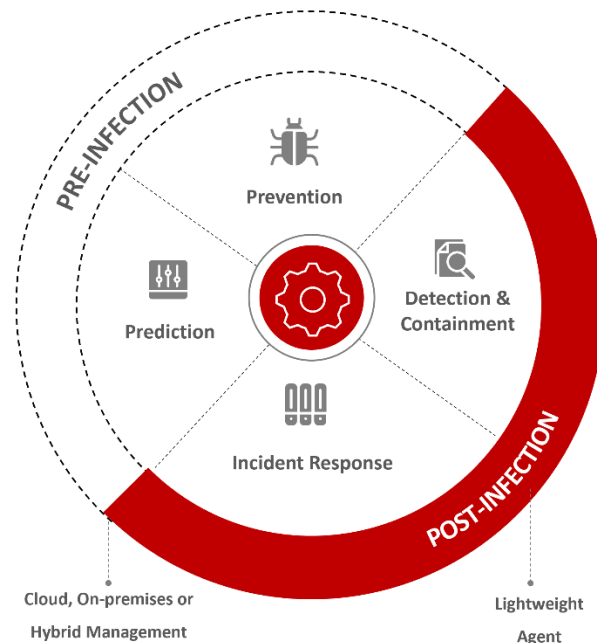 PRE-INFECTION
Prevention
Prediction
Detection &
Containment
Incident Response
POST-INFECTION
Cloud, On-premises or
Hybrid Management
Lightweight
Agent